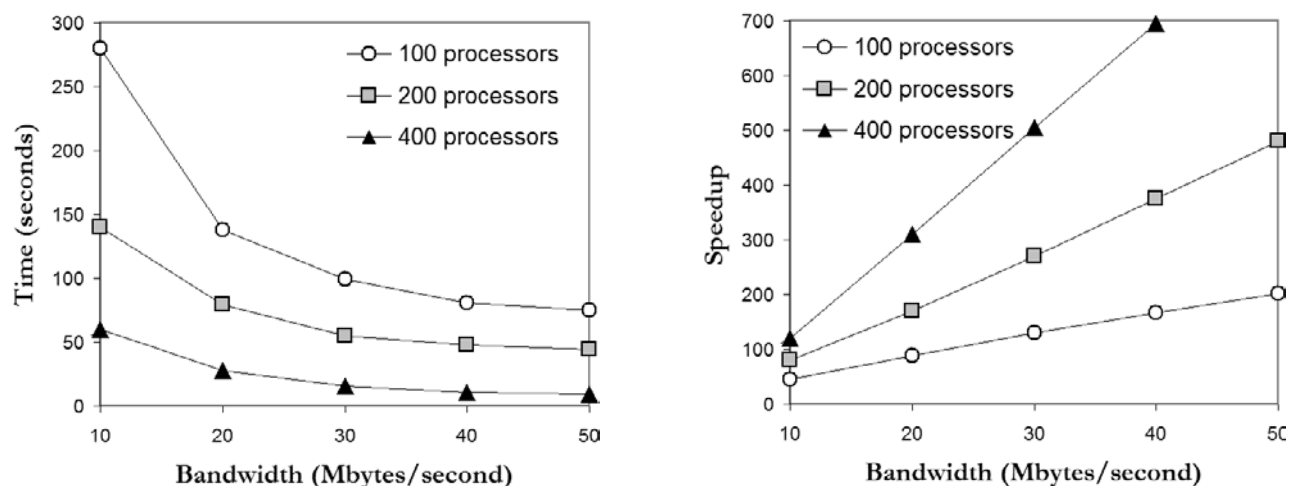 300
250
200
150
100
50
0
Time (seconds)
100 processors
200 processors
400 processors
10 20 30 40 50
Bandwidth (Mbytes/second)
700
600
500
400
300
200
100
0
Speedup
100 processors
200 processors
400 processors
10 20 30 40 50
Bandwidth (Mbytes/second)